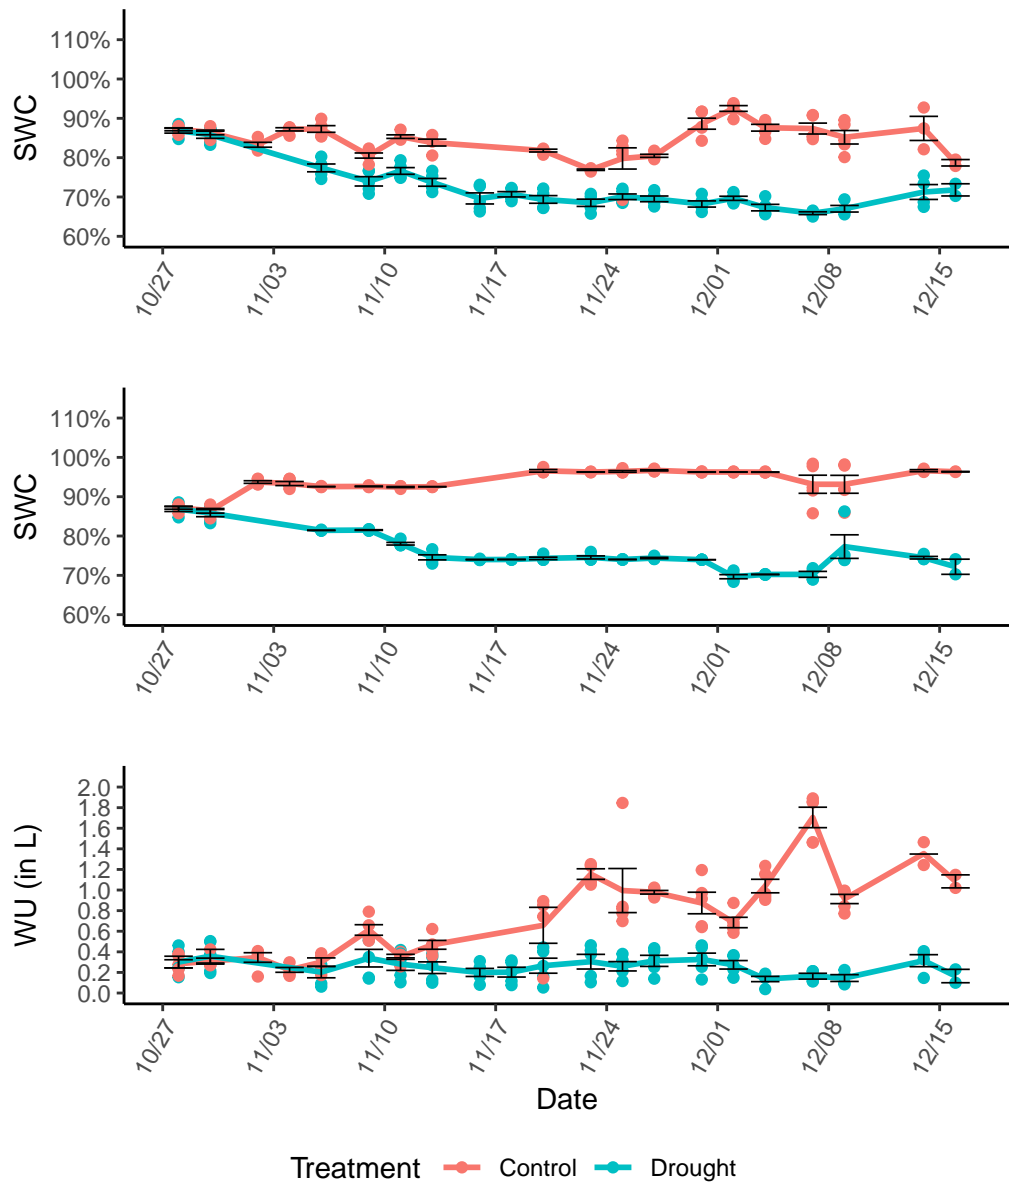 SWC
110%
100%
90%
80%
70%
60%
10/27 11/03 11/10 11/17 11/24 12/01 12/08 12/15
SWC
110%
100%
90%
80%
70%
60%
10/27 11/03 11/10 11/17 11/24 12/01 12/08 12/15
WU (in L)
2.0
1.8
1.6
1.4
1.2
1.0
0.8
0.6
0.4
0.2
0.0
10/27 11/03 11/10 11/17 11/24 12/01 12/08 12/15
Date
Treatment Control Drought